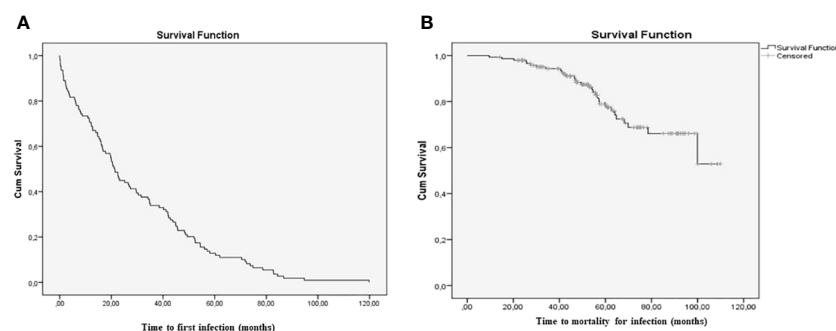 A
Survival Function
1,0
0,8
0,6
0,4
0,2
0,0
Cum Survival
,00 20,00 40,00 60,00 80,00 100,00 120,00
Time to first infection (months)
B
Survival Function
Survival Function
Censored
1,0
0,8
0,6
0,4
0,2
0,0
Cum Survival
,00 20,00 40,00 60,00 80,00 100,00 120,00
Time to mortality for infection (months)